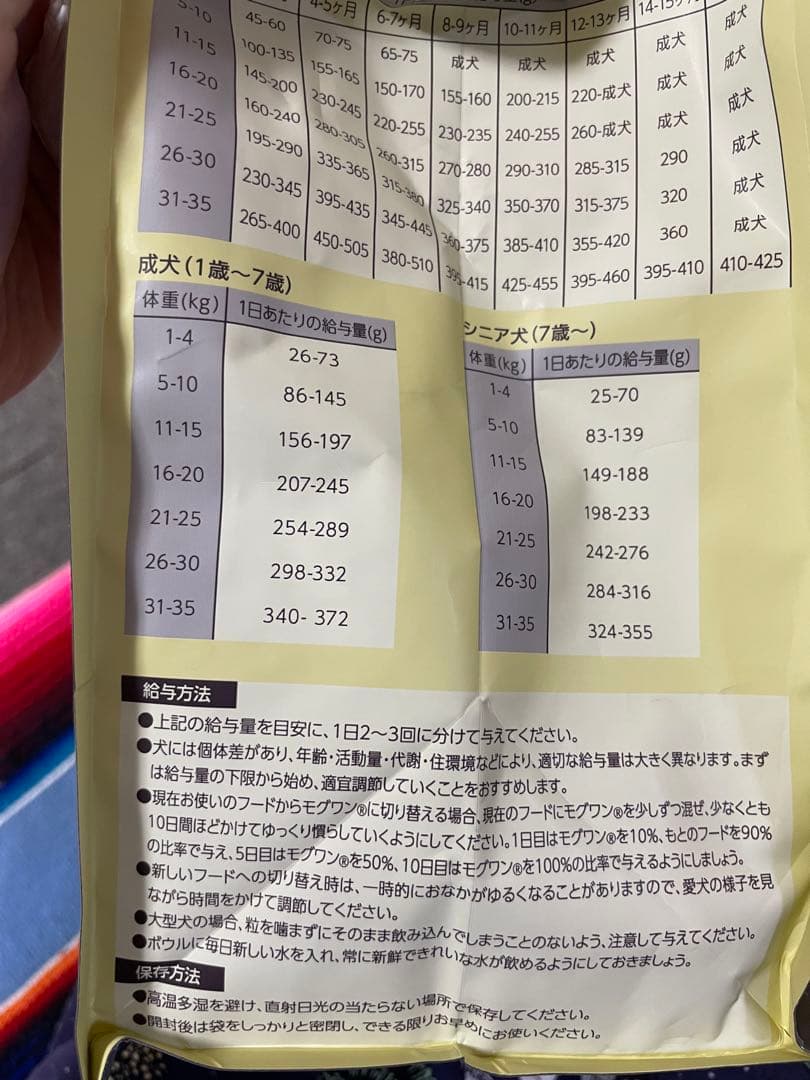 4-5ヶ月 6-7ヶ月 8-9ヶ月 10-11ヶ月 12-13ヶ月
45-60 70-75 65-75 成犬 成犬 成犬 成犬 成犬
5-10 100-135 155-165 150-170 155-160 200-215 220-成犬 成犬 成犬
11-15 145-200 230-245 220-255 230-235 240-255 260-成犬 成犬 成犬
16-20 160-240 280-305 260-315 270-280 290-310 285-315 290 成犬
21-25 195-290 335-365 315-380 325-340 350-370 315-375 320 成犬
26-30 230-345 395-435 345-445 360-375 385-410 355-420 360 成犬
31-35 265-400 450-505 380-510 395-415 425-455 395-460 395-410 410-425
成犬(1歳〜7歳)
体重(kg) 1日あたりの給与量(g)
1-4 26-73
5-10 86-145
11-15 156-197
16-20 207-245
21-25 254-289
26-30 298-332
31-35 340- 372
シニア犬(7歳〜)
体重(kg) 1日あたりの給与量(g)
1-4 25-70
5-10 83-139
11-15 149-188
16-20 198-233
21-25 242-276
26-30 284-316
31-35 324-355
給与方法
●上記の給与量を目安に、1日2〜3回に分けて与えてください。
●犬には個体差があり、年齢・活動量・代謝・住環境などにより、適切な給与量は大きく異なります。まず
は給与量の下限から始め、適宜調節していくことをおすすめします。
●現在お使いのフードからモグワン®に切り替える場合、現在のフードにモグワン®を少しずつ混ぜ、少なくとも
10日間ほどかけてゆっくり慣らしていくようにしてください。1日目はモグワン®を10%、もとのフードを90%
の比率で与え、5日目はモグワン®を50%、10日目はモグワン®を100%の比率で与えるようにしましょう。
●新しいフードへの切り替え時は、一時的におなかがゆるくなることがありますので、愛犬の様子を見
ながら時間をかけて調節してください。
●大型犬の場合、粒を噛まずにそのまま飲み込んでしまうことのないよう、注意して与えてください。
●ボウルに毎日新しい水を入れ、常に新鮮できれいな水が飲めるようにしておきましょう。
保存方法
●高温多湿を避け、直射日光の当たらない場所で保存してください。
●開封後は袋をしっかりと密閉し、できる限りお早めにお使いください。